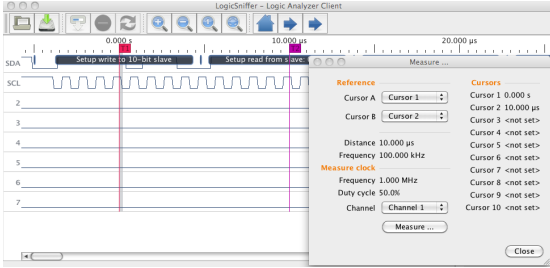 LogicSniffer - Logic Analyzer Client
0.000 s
10.000 µs
20.000 µs
SDA
Setup write to 10-bit slave
Setup read from slave:
SCL
2
3
4
5
6
7
Measure ...
Reference
Cursor A Cursor 1
Cursor B Cursor 2
Distance 10.000 µs
Frequency 100.000 kHz
Measure clock
Frequency 1.000 MHz
Duty cycle 50.0%
Channel Channel 1
Measure ...
Cursors
Cursor 1 0.000 s
Cursor 2 10.000 µs
Cursor 3 <not set>
Cursor 4 <not set>
Cursor 5 <not set>
Cursor 6 <not set>
Cursor 7 <not set>
Cursor 8 <not set>
Cursor 9 <not set>
Cursor 10 <not set>
Close